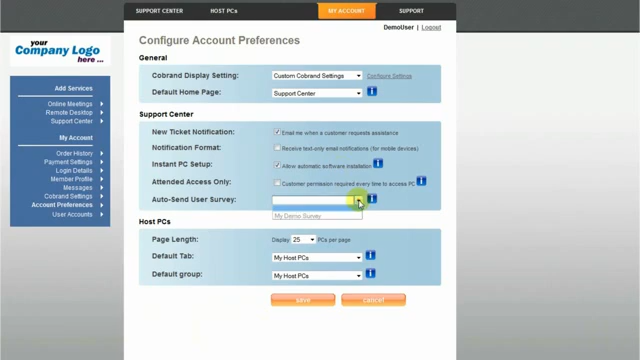 SUPPORT CENTER HOST PCs MY ACCOUNT SUPPORT
DemoUser | Logout
your
Company Logo
here ...
Add Services
Online Meetings
Remote Desktop
Support Center
My Account
Order History
Payment Settings
Login Details
Member Profile
Messages
Cobrand Settings
Account Preferences
User Accounts
Configure Account Preferences
General
Cobrand Display Setting: Custom Cobrand Settings Configure Settings
Default Home Page: Support Center
Support Center
New Ticket Notification: Email me when a customer requests assistance
Notification Format: Receive text-only email notifications (for mobile devices)
Instant PC Setup: Allow automatic software installation
Attended Access Only: Customer permission required every time to access PC
Auto-Send User Survey:
My Demo Survey
Host PCs
Page Length: Display 25 PCs per page
Default Tab: My Host PCs
Default group: My Host PCs
save cancel